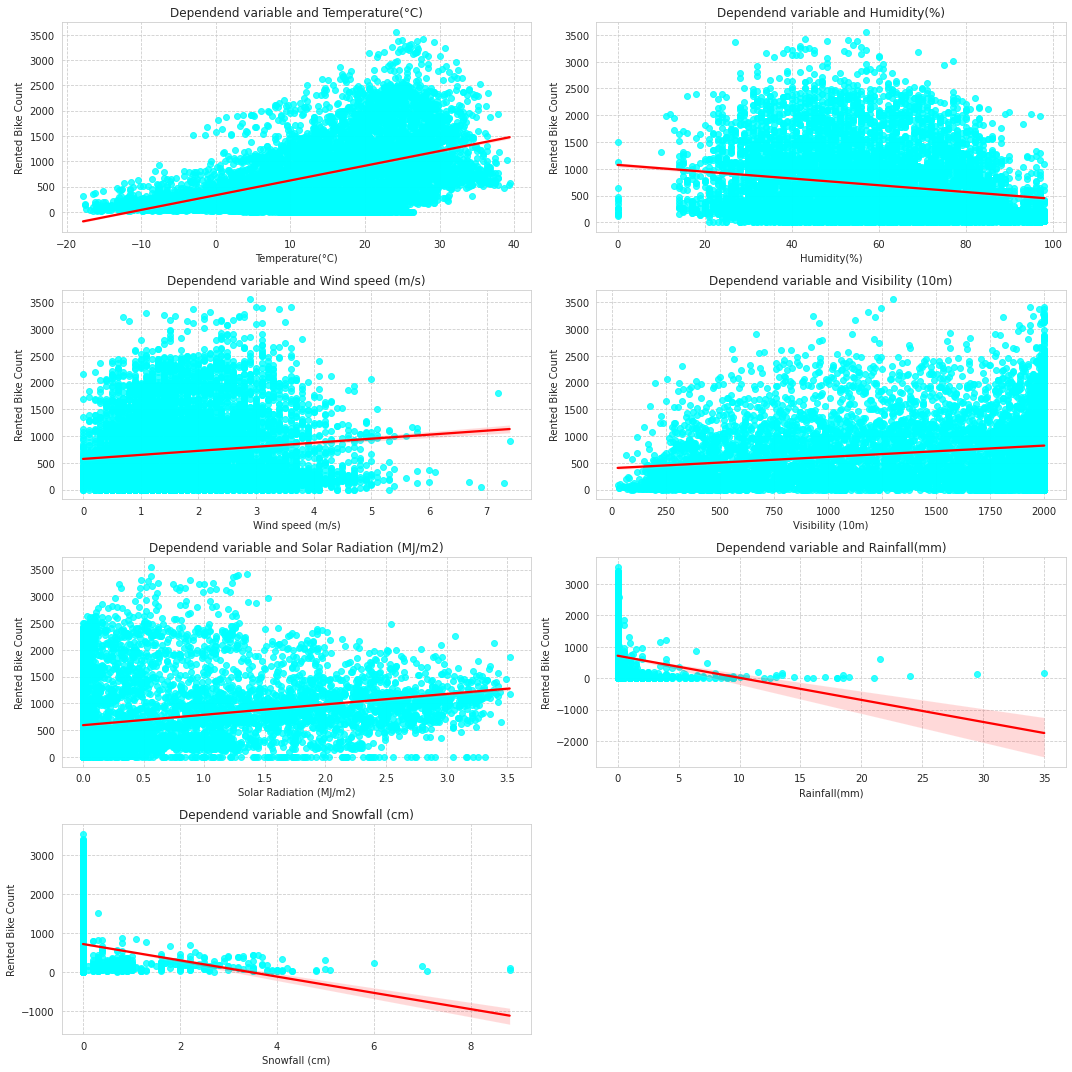 Dependend variable and Temperature(°C)
Rented Bike Count
3500
3000
2500
2000
1500
1000
500
0
−20 −10 0 10 20 30 40
Temperature(°C)
Dependend variable and Humidity(%)
Rented Bike Count
3500
3000
2500
2000
1500
1000
500
0
0 20 40 60 80 100
Humidity(%)
Dependend variable and Wind speed (m/s)
Rented Bike Count
3500
3000
2500
2000
1500
1000
500
0
0 1 2 3 4 5 6 7
Wind speed (m/s)
Dependend variable and Visibility (10m)
Rented Bike Count
3500
3000
2500
2000
1500
1000
500
0
0 250 500 750 1000 1250 1500 1750 2000
Visibility (10m)
Dependend variable and Solar Radiation (MJ/m2)
Rented Bike Count
3500
3000
2500
2000
1500
1000
500
0
0.0 0.5 1.0 1.5 2.0 2.5 3.0 3.5
Solar Radiation (MJ/m2)
Dependend variable and Rainfall(mm)
Rented Bike Count
3000
2000
1000
0
−1000
−2000
0 5 10 15 20 25 30 35
Rainfall(mm)
Dependend variable and Snowfall (cm)
Rented Bike Count
3000
2000
1000
0
−1000
0 2 4 6 8
Snowfall (cm)